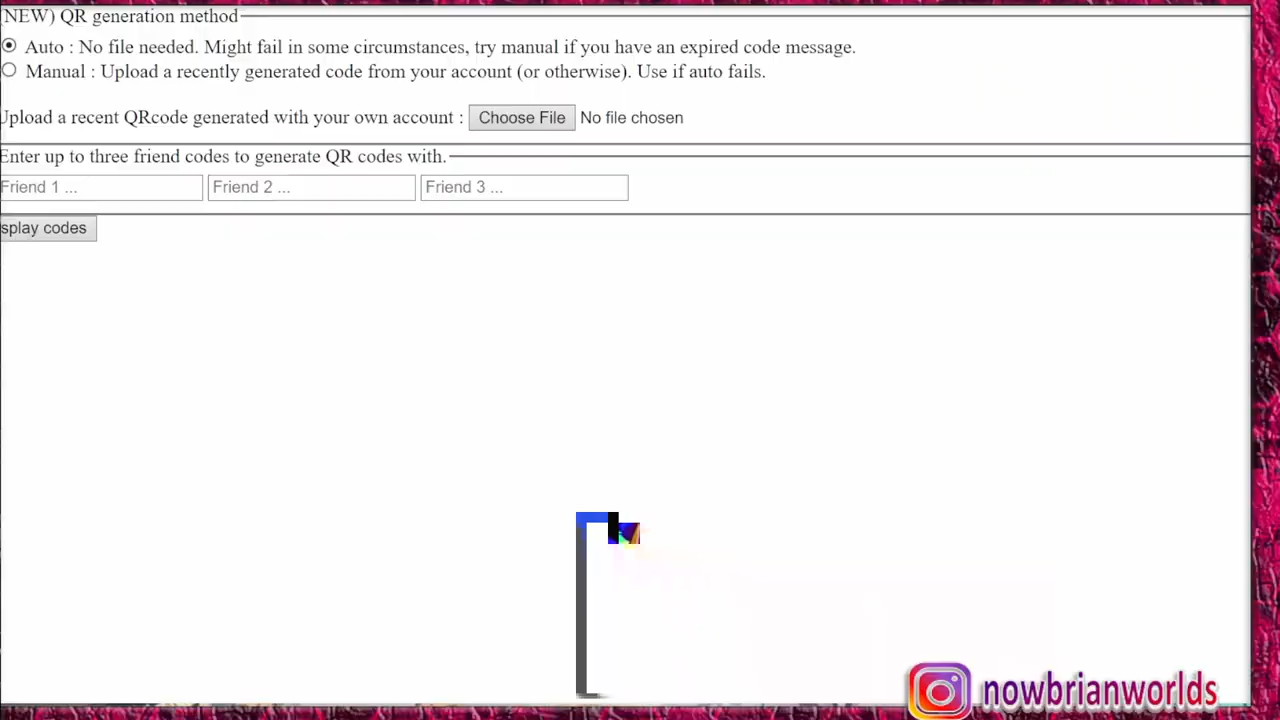 (NEW) QR generation method
Auto : No file needed. Might fail in some circumstances, try manual if you have an expired code message.
Manual : Upload a recently generated code from your account (or otherwise). Use if auto fails.
Upload a recent QRcode generated with your own account : Choose File No file chosen
Enter up to three friend codes to generate QR codes with.
Friend 1 ... Friend 2 ... Friend 3 ...
splay codes
nowbrianworlds